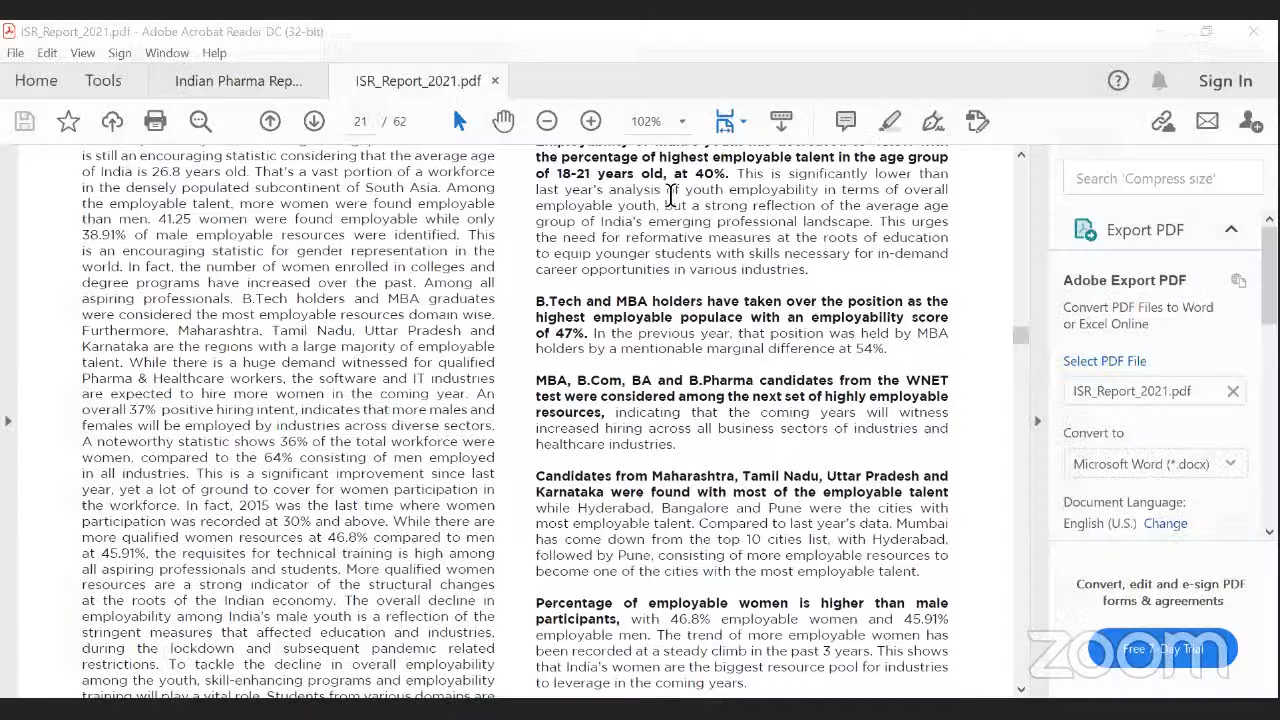 ISR_Report_2021.pdf - Adobe Acrobat Reader DC (32-bit)
File Edit View Sign Window Help
Home Tools Indian Pharma Rep... ISR_Report_2021.pdf × Sign In
21 / 62 102%
is still an encouraging statistic considering that the average age
of India is 26.8 years old. That's a vast portion of a workforce
in the densely populated subcontinent of South Asia. Among
the employable talent, more women were found employable
than men. 41.25 women were found employable while only
38.91% of male employable resources were identified. This
is an encouraging statistic for gender representation in the
world. In fact, the number of women enrolled in colleges and
degree programs have increased over the past. Among all
aspiring professionals, B.Tech holders and MBA graduates
were considered the most employable resources domain wise.
Furthermore, Maharashtra, Tamil Nadu, Uttar Pradesh and
Karnataka are the regions with a large majority of employable
talent. While there is a huge demand witnessed for qualified
Pharma & Healthcare workers, the software and IT industries
are expected to hire more women in the coming year. An
overall 37% positive hiring intent, indicates that more males and
females will be employed by industries across diverse sectors.
A noteworthy statistic shows 36% of the total workforce were
women, compared to the 64% consisting of men employed
in all industries. This is a significant improvement since last
year, yet a lot of ground to cover for women participation in
the workforce. In fact, 2015 was the last time where women
participation was recorded at 30% and above. While there are
more qualified women resources at 46.8% compared to men
at 45.91%, the requisites for technical training is high among
all aspiring professionals and students. More qualified women
resources are a strong indicator of the structural changes
at the roots of the Indian economy. The overall decline in
employability among India's male youth is a reflection of the
stringent measures that affected education and industries,
during the lockdown and subsequent pandemic related
restrictions. To tackle the decline in overall employability
among the youth, skill-enhancing programs and employability
training will play a vital role. Students from various domains are
the percentage of highest employable talent in the age group
of 18-21 years old, at 40%. This is significantly lower than
last year's analysis of youth employability in terms of overall
employable youth, but a strong reflection of the average age
group of India's emerging professional landscape. This urges
the need for reformative measures at the roots of education
to equip younger students with skills necessary for in-demand
career opportunities in various industries.
B.Tech and MBA holders have taken over the position as the
highest employable populace with an employability score
of 47%. In the previous year, that position was held by MBA
holders by a mentionable marginal difference at 54%.
MBA, B.Com, BA and B.Pharma candidates from the WNET
test were considered among the next set of highly employable
resources, indicating that the coming years will witness
increased hiring across all business sectors of industries and
healthcare industries.
Candidates from Maharashtra, Tamil Nadu, Uttar Pradesh and
Karnataka were found with most of the employable talent
while Hyderabad, Bangalore and Pune were the cities with
most employable talent. Compared to last year's data, Mumbai
has come down from the top 10 cities list, with Hyderabad,
followed by Pune, consisting of more employable resources to
become one of the cities with the most employable talent.
Percentage of employable women is higher than male
participants, with 46.8% employable women and 45.91%
employable men. The trend of more employable women has
been recorded at a steady climb in the past 3 years. This shows
that India's women are the biggest resource pool for industries
to leverage in the coming years.
Search 'Compress size'
Export PDF
Adobe Export PDF
Convert PDF Files to Word
or Excel Online
Select PDF File
ISR_Report_2021.pdf
Convert to
Microsoft Word (*.docx)
Document Language:
English (U.S.) Change
Convert, edit and e-sign PDF
forms & agreements
Free 7-Day Trial
zoom